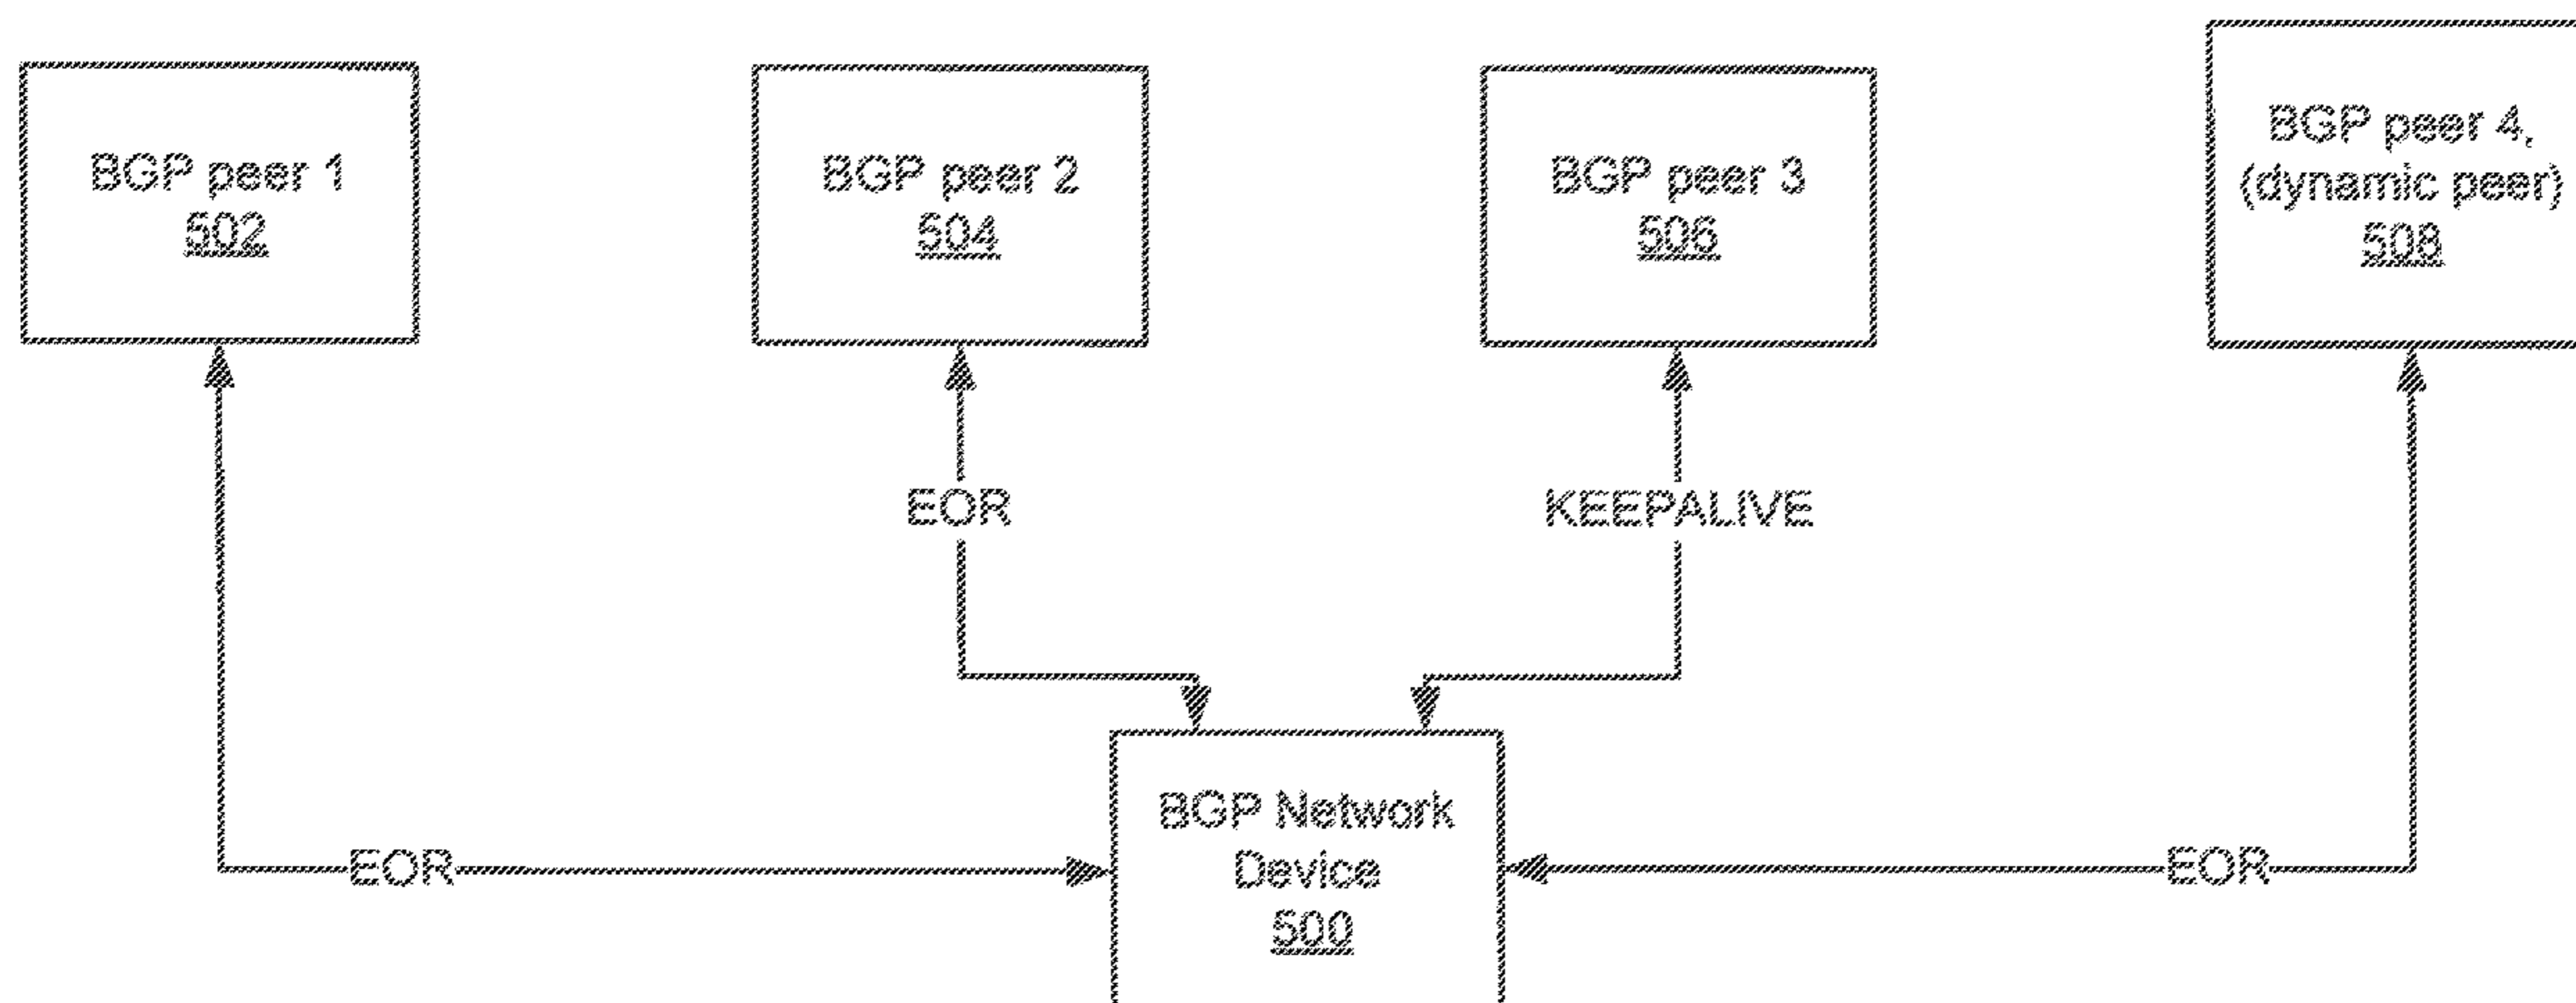 BGP peer 1
502
BGP peer 2
504
BGP peer 3
506
BGP peer 4,
(dynamic peer)
508
EOR
KEEPALIVE
EOR
EOR
BGP Network
Device
500